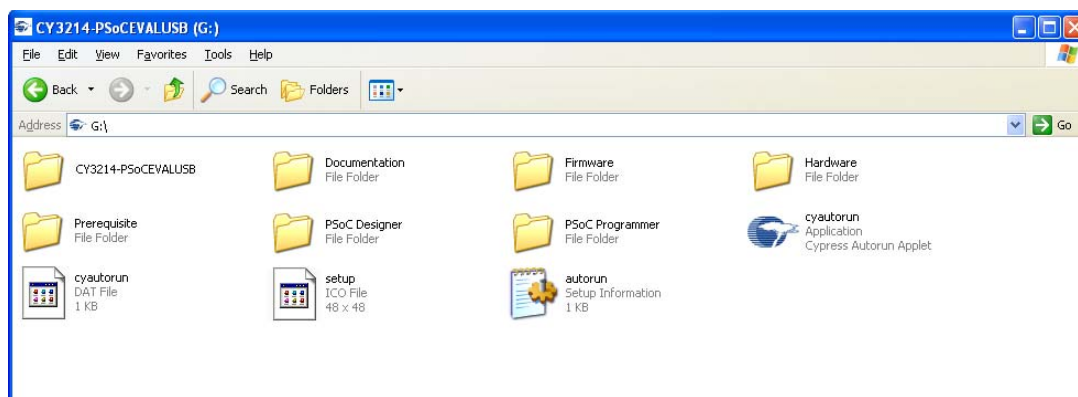 CY3214-PSoCEVALUSB (G:)
File Edit View Favorites Tools Help
Back Search Folders
Address G:\ Go
CY3214-PSoCEVALUSB
Documentation
File Folder
Firmware
File Folder
Hardware
File Folder
Prerequisite
File Folder
PSoC Designer
File Folder
PSoC Programmer
File Folder
cyautorun
Application
Cypress Autorun Applet
cyautorun
DAT File
1 KB
setup
ICO File
48 x 48
autorun
Setup Information
1 KB